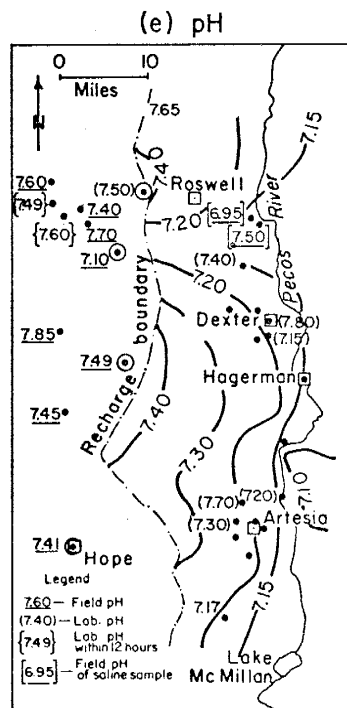 (e) pH
0 10
Miles
N
7.65
7.40
7.40
7.15
7.60
{7.49}
7.40
{7.60}
7.70
7.10
(7.50)
Roswell
7.20
[6.95]
[7.50]
River
Pecos
(7.40)
7.20
Dexter
(7.80)
(7.15)
7.85
Recharge boundary
7.49
Hagerman
7.40
7.45
7.30
7.10
(7.70)
(720)
(7.30)
Artesia
7.41
Hope
7.17
7.15
Lake
McMillan
Legend
7.60 — Field pH
(7.40) — Lab. pH
{7.49} Lab pH
within 12 hours
[6.95] — Field pH
of saline sample